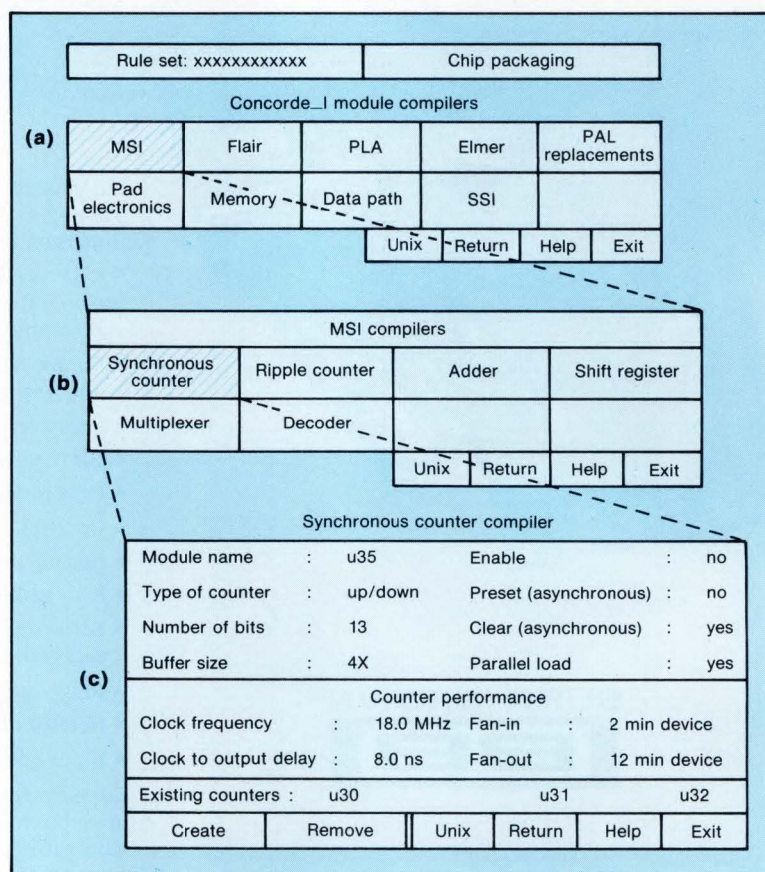 Rule set: xxxxxxxxxxxx Chip packaging
Concorde_I module compilers
(a)
MSI Flair PLA Elmer PAL replacements
Pad electronics Memory Data path SSI
Unix Return Help Exit
MSI compilers
(b)
Synchronous counter Ripple counter Adder Shift register
Multiplexer Decoder
Unix Return Help Exit
Synchronous counter compiler
(c)
Module name : u35 Enable : no
Type of counter : up/down Preset (asynchronous) : no
Number of bits : 13 Clear (asynchronous) : yes
Buffer size : 4X Parallel load : yes
Counter performance
Clock frequency : 18.0 MHz Fan-in : 2 min device
Clock to output delay : 8.0 ns Fan-out : 12 min device
Existing counters : u30 u31 u32
Create Remove Unix Return Help Exit